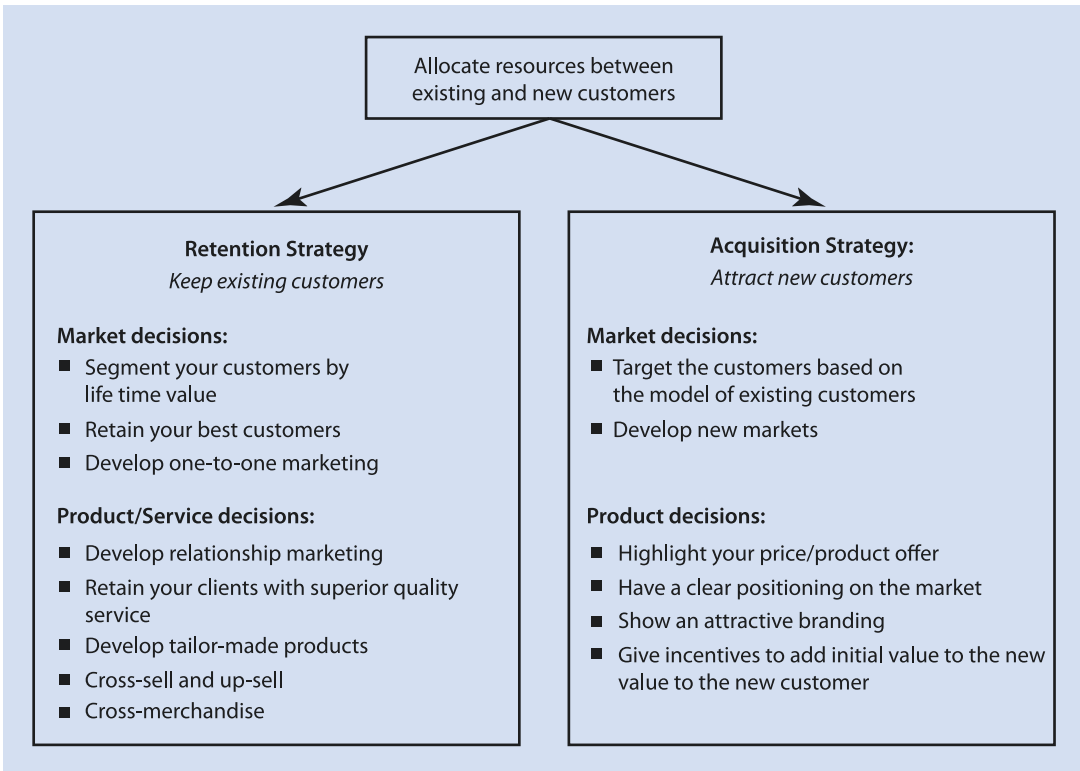 Allocate resources between
existing and new customers
Retention Strategy
Keep existing customers
Market decisions:
■ Segment your customers by
life time value
■ Retain your best customers
■ Develop one-to-one marketing
Product/Service decisions:
■ Develop relationship marketing
■ Retain your clients with superior quality
service
■ Develop tailor-made products
■ Cross-sell and up-sell
■ Cross-merchandise
Acquisition Strategy:
Attract new customers
Market decisions:
■ Target the customers based on
the model of existing customers
■ Develop new markets
Product decisions:
■ Highlight your price/product offer
■ Have a clear positioning on the market
■ Show an attractive branding
■ Give incentives to add initial value to the new
value to the new customer